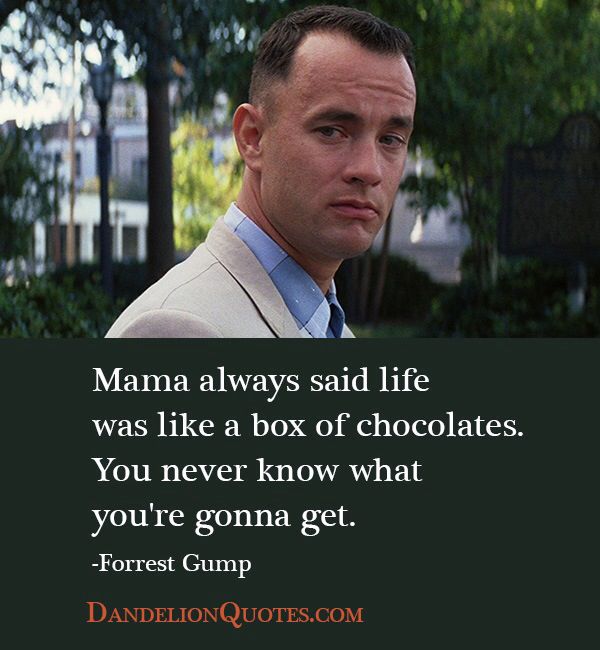 Mama always said life
was like a box of chocolates.
You never know what
you're gonna get.
-Forrest Gump
DandelionQuotes.com